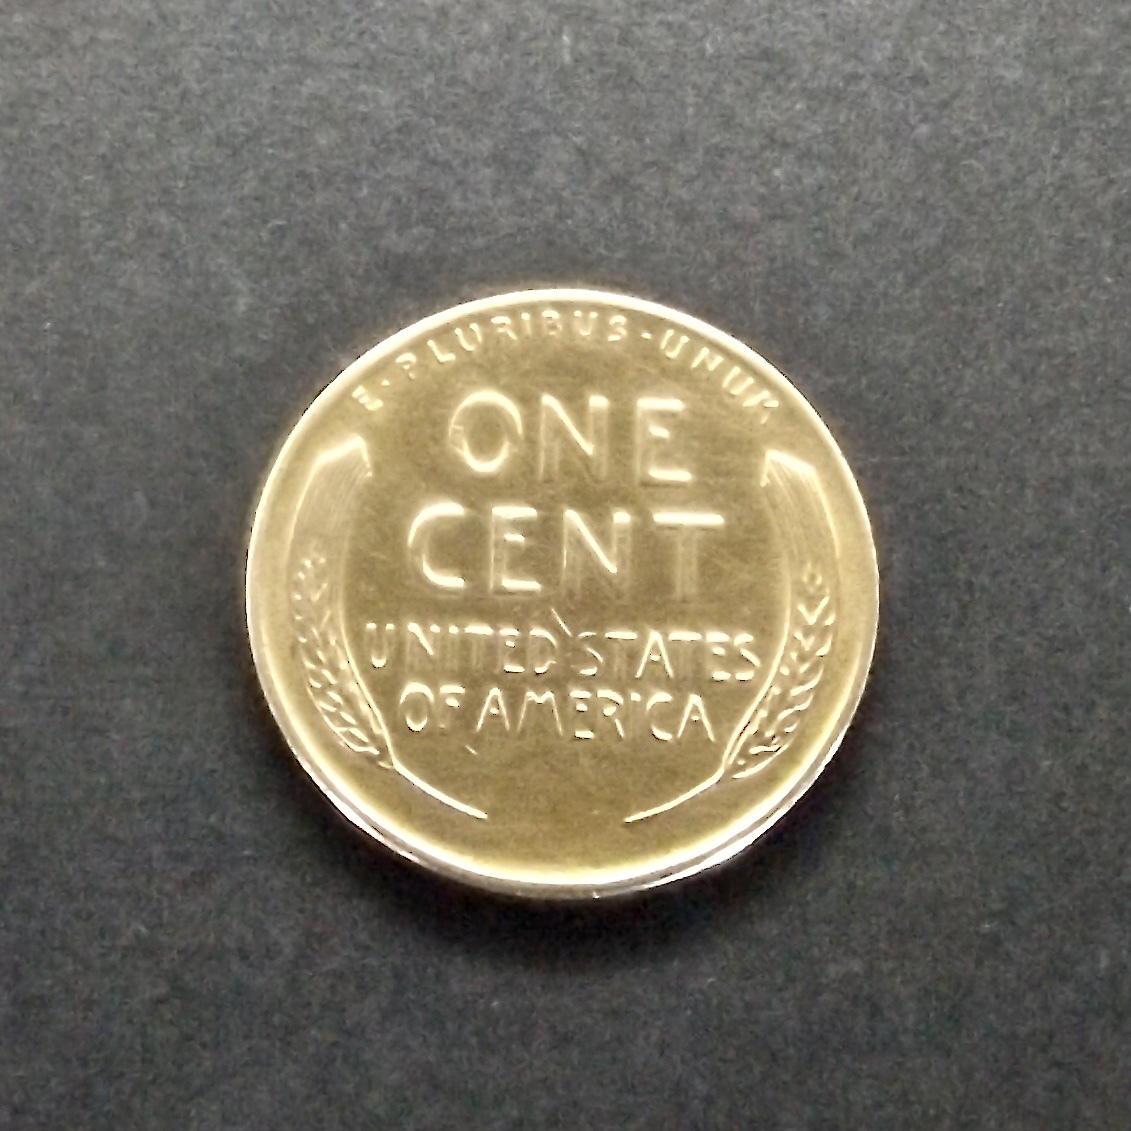 E·PLURIBUS·UNUM
ONE
CENT
UNITED STATES
OF AMERICA